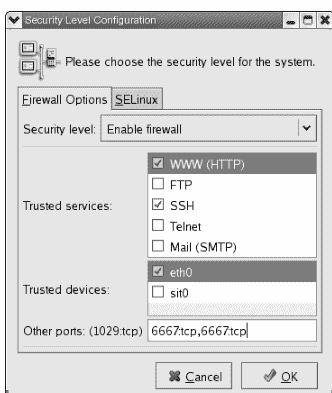 Security Level Configuration
Please choose the security level for the system.
Firewall Options SELinux
Security level: Enable firewall
Trusted services:
WWW (HTTP)
FTP
SSH
Telnet
Mail (SMTP)
Trusted devices:
eth0
sit0
Other ports: (1029:tcp) 6667:tcp,6667:tcp
Cancel OK